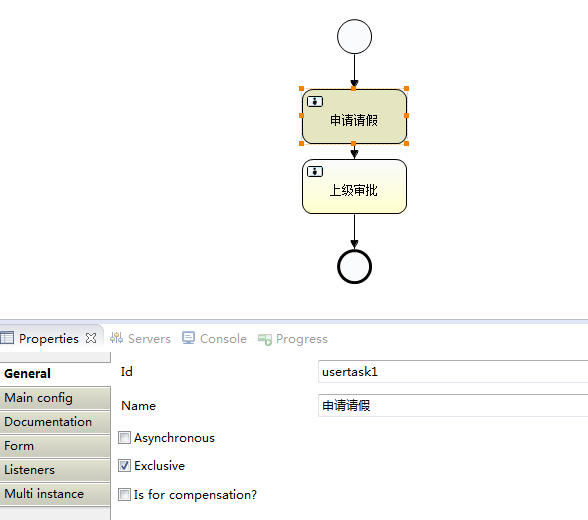 申请请假
上级审批
Properties Servers Console Progress
General
Id usertask1
Main config
Name 申请请假
Documentation
Asynchronous
Form
Exclusive
Listeners
Multi instance
Is for compensation?